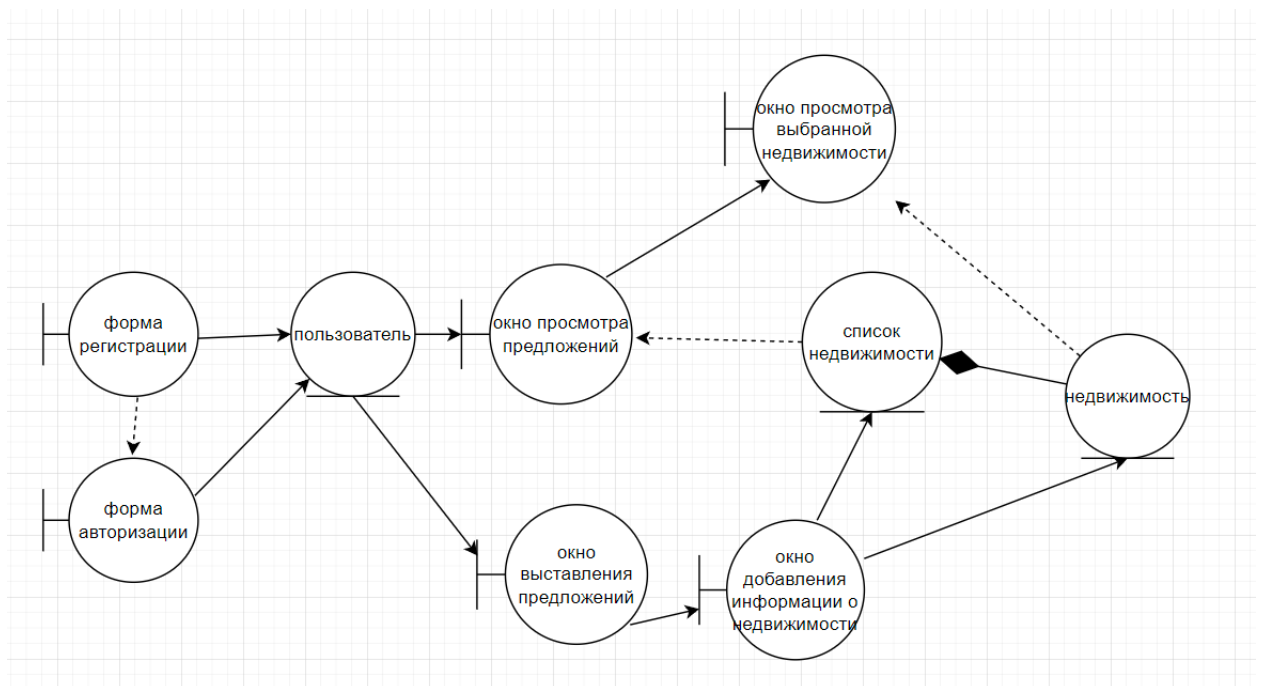 окно просмотра
выбранной
недвижимости
форма
регистрации
пользователь
окно просмотра
предложений
список
недвижимости
недвижимость
форма
авторизации
окно
выставления
предложений
окно
добавления
информации о
недвижимости